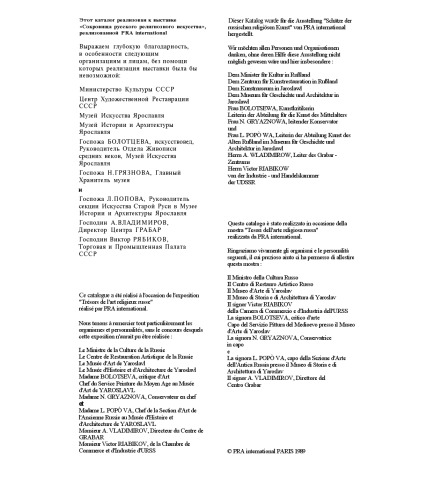 Этот каталог реализован к выставке
«Сокровища русского религиозного искусства»,
реализованной PRA international
Выражаем глубокую благодарность,
в особенности следующим
организациям и лицам, без помощи
которых реализация выставки была бы
невозможной:
Министерство Культуры СССР
Центр Художественной Реставрации
СССР
Музей Искусства Ярославля
Музей Истории и Архитектуры
Ярославля
Госпожа БОЛОТЦЕВА, искусствовед,
Руководитель Отдела Живописи
средних веков, Музей Искусства
Ярославля
Госпожа Н.ГРЯЗНОВА, Главный
Хранитель музея
и
Госпожа Л.ПОПОВА, Руководитель
секции Искусства Старой Руси в Музее
Истории и Архитектуры Ярославля
Господин А.ВЛАДИМИРОВ,
Директор Центра ГРАБАР
Господин Виктор РЯБИКОВ,
Торговая и Промышленная Палата
СССР
Ce catalogue a été réalisé à l'occasion de l'exposition
"Trésors de l'art religieux russe"
réalisé par PRA international.
Nous tenons à remercier tout particulièrement les
organismes et personnalités, sans le concours desquels
cette exposition n'aurait pu être réalisée :
Le Ministre de la Culture de la Russie
Le Centre de Restauration Artistique de la Russie
Le Musée d'Art de Yaroslavl
Le Musée d'Histoire et d'Architecture de Yaroslavl
Madame BOLOTSEVA, critique d'Art
Chef du Service Peinture du Moyen Age au Musée
d'Art de YAROSLAVL
Madame N. GRYAZNOVA, Conservateur en chef
et
Madame L. POPÒ VA, Chef de la Section d'Art de
l'Ancienne Russie au Musée d'Histoire et
d'Architecture de YAROSLAVL
Monsieur A. VLADIMIROV, Directeur du Centre de
GRABAR
Monsieur Victor RIABIKOV, de la Chambre de
Commerce et d'Industrie d'URSS
Dieser Katalog wurde für die Ausstellung "Schätze der
russischen religiösen Kunst" von PRA international
hergestellt.
Wir möchten allen Personen und Organisationen
danken, ohne deren Hilfe diese Ausstellung nicht
möglich gewesen wäre und hier insbesondere :
Dem Minister für Kultur in Rußland
Dem Zentrum für Kunstrestauration in Rußland
Dem Kunstmuseum in Jaroslawl
Dem Museum für Geschichte und Architektur in
Jaroslawl
Frau BOLOTSEWA, Kunstkritikerin
Leiterin der Abteilung für die Kunst des Mittelalters
Frau N. GRYAZNOWA, leitender Konservator
und
Frau L. POPÒ WA, Leiterin der Abteilung Kunst des
Alten Rußland im Museum für Geschichte und
Architektur in Jaroslawl
Herrn A. WLADIMIROW, Leiter des Grabar -
Zentrums
Herrn Victor RIABIKOW
von der Industrie - und Handelskammer
der UDSSR
Questo catalogo è stato realizzato in occasione della
mostra "Tesori dell'arte religiosa russa"
realizzata da PRA international.
Ringraziamo vivamente gli organismi e le personalità
seguenti, il cui prezioso aiuto ci ha permesso di allestire
questa mostra :
Il Ministro della Cultura Russo
Il Centro di Restauro Artistico Russo
Il Museo d'Arte di Yaroslav
Il Museo di Storia e di Architettura di Yaroslav
Il signor Victor RIABIKOV
della Camera di Commercio e d'Industria dell'URSS
La signora BOLOTSEVA, critico d'arte
Capo del Servizio Pittura del Medioevo presso il Museo
d'Arte di Yaroslav
La signora N. GRYAZNOVA, Conservatrice
in capo
e
La signora L. POPÒ VA, capo della Sezione d'Arte
dell'Antica Russia presso il Museo di Storia e di
Architettura di Yaroslav
Il signor A. VLADIMIROV, Direttore del
Centro Grabar
© PRA international PARIS 1989